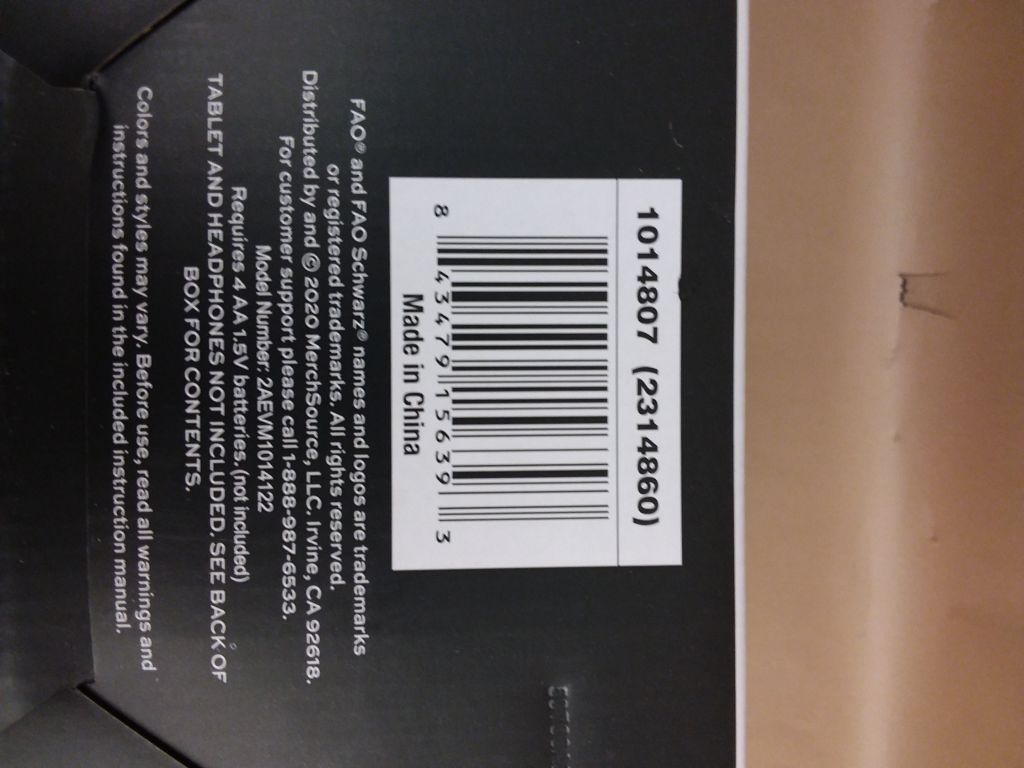 1014807 (2314860)
8 43479 15639 3
Made in China
FAO® and FAO Schwarz® names and logos are trademarks
or registered trademarks. All rights reserved.
Distributed by and © 2020 MerchSource, LLC. Irvine, CA 92618.
For customer support please call 1-888-987-6533.
Model Number: 2AEVM1014122
Requires 4 AA 1.5V batteries. (not included)
TABLET AND HEADPHONES NOT INCLUDED. SEE BACK OF
BOX FOR CONTENTS.
Colors and styles may vary. Before use, read all warnings and
instructions found in the included instruction manual.